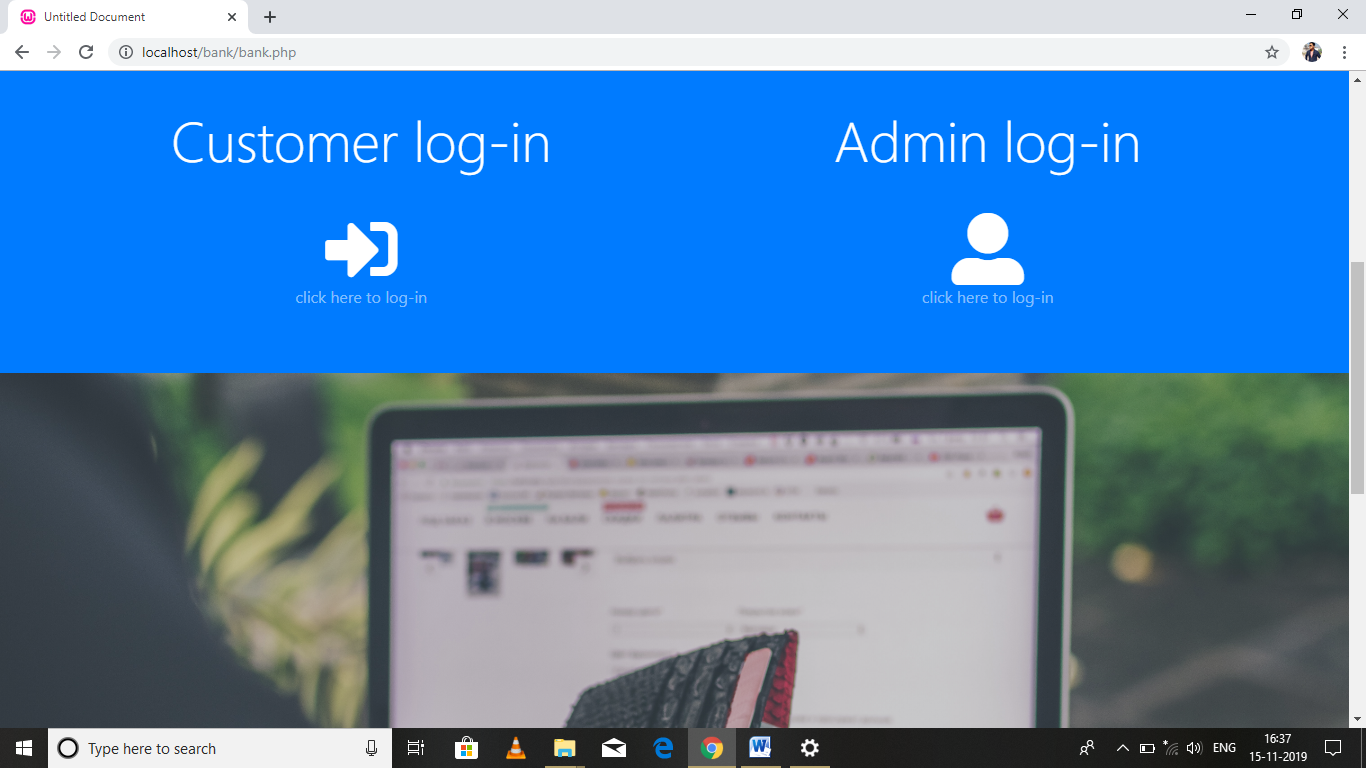 Untitled Document
localhost/bank/bank.php
Customer log-in
Admin log-in
click here to log-in
click here to log-in
Type here to search
ENG
16:37
15-11-2019